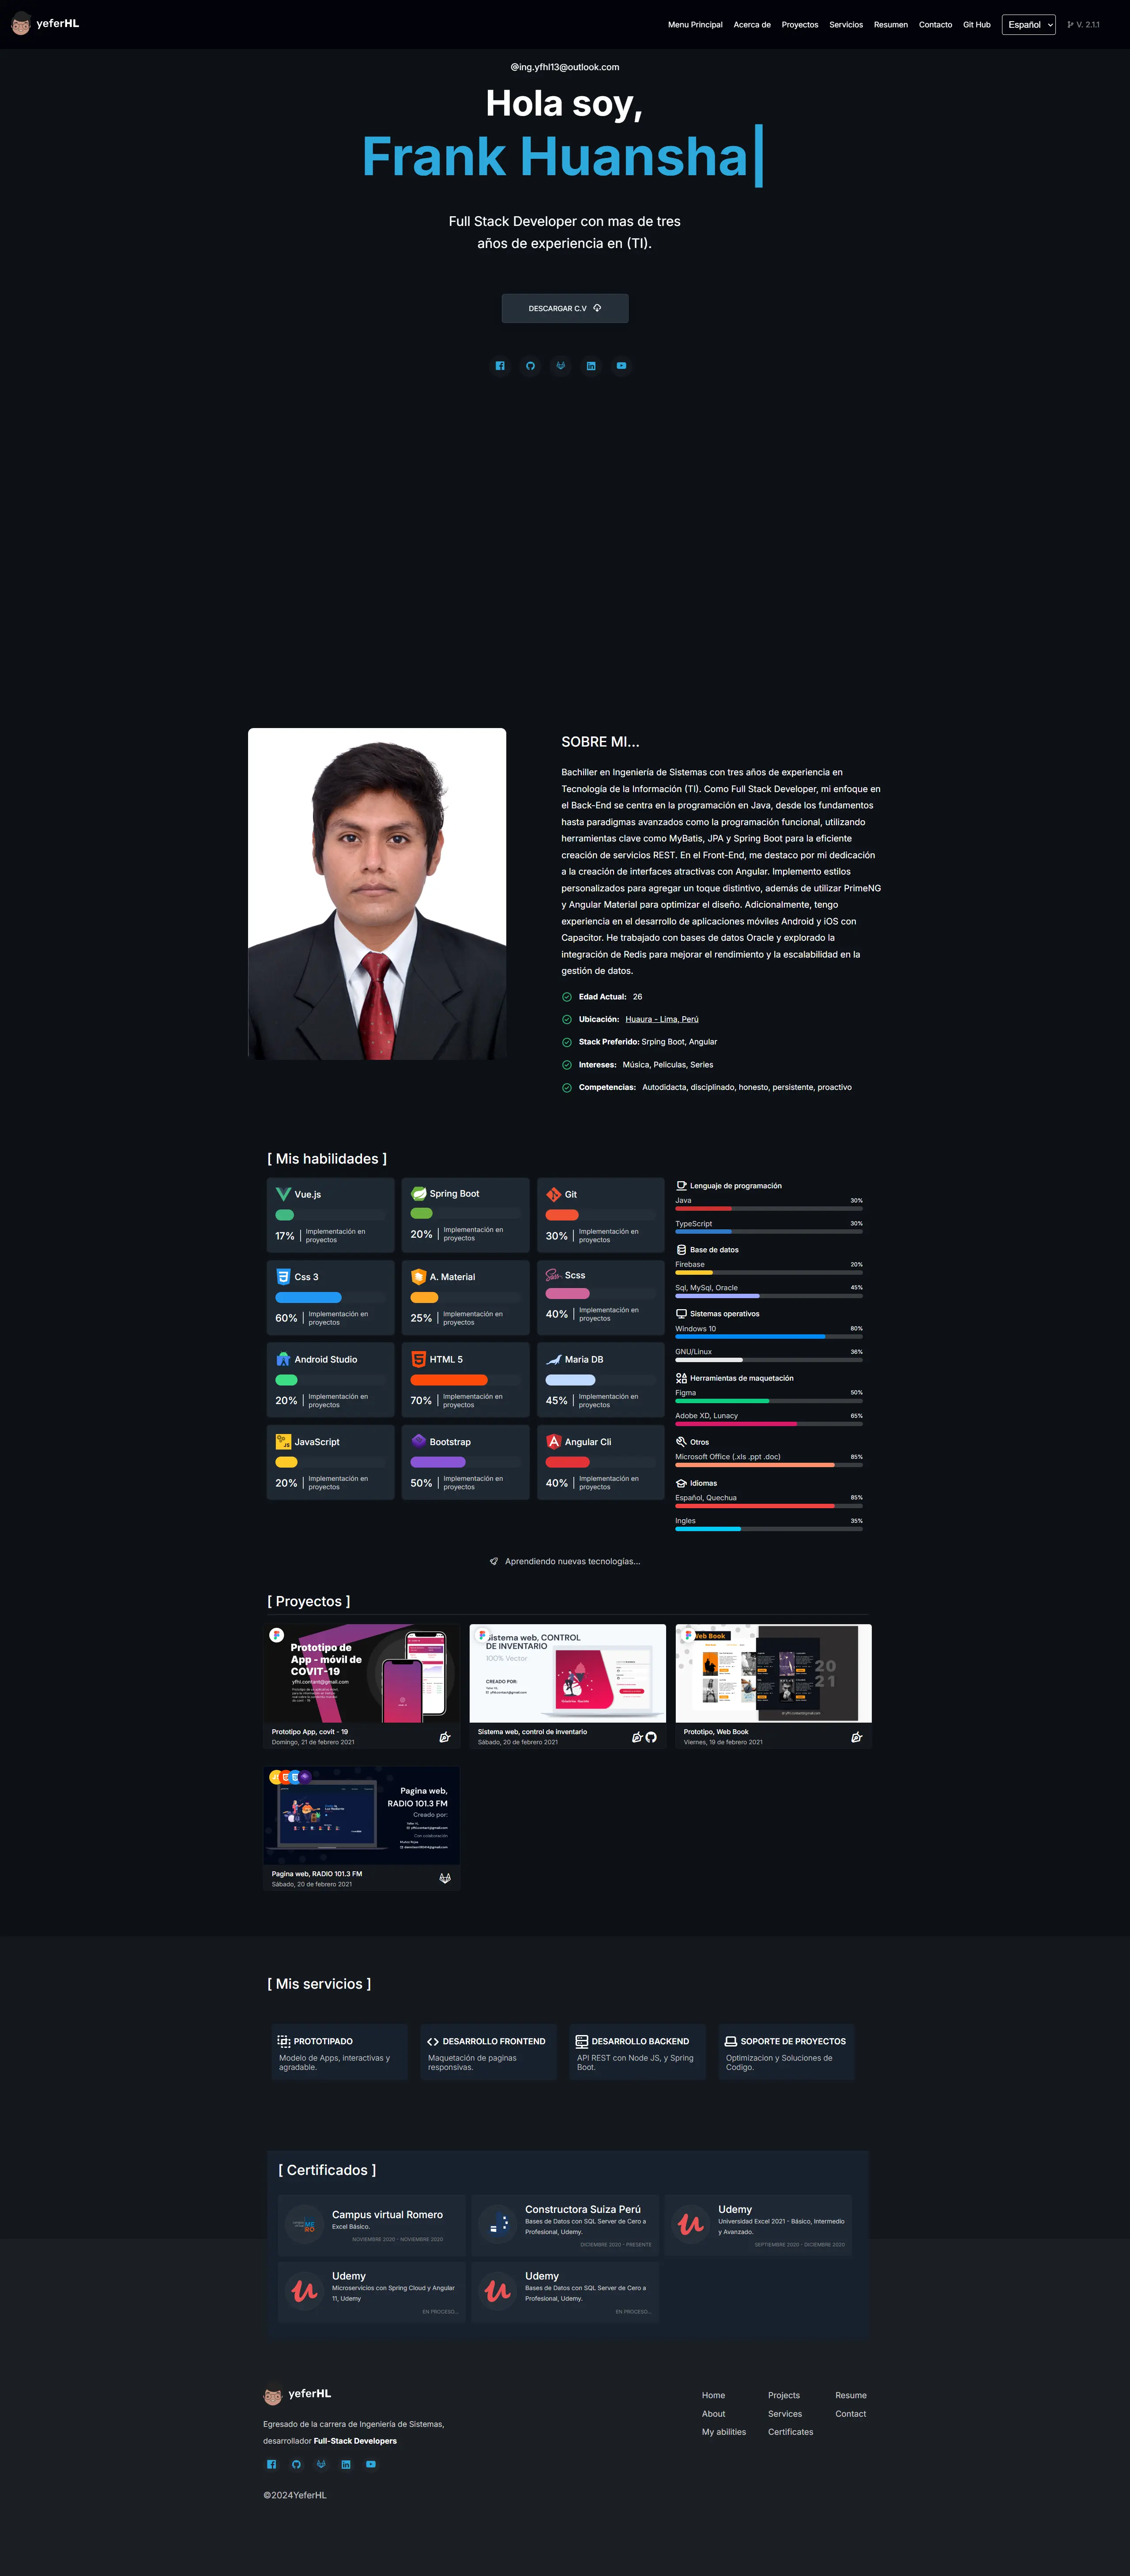 yeferHL
Menu Principal Acerca de Proyectos Servicios Resumen Contacto Git Hub Español V. 2.1.1
@ing.yfhl13@outlook.com
Hola soy,
Frank Huansha|
Full Stack Developer con mas de tres
años de experiencia en (TI).
DESCARGAR C.V
SOBRE MI...
Bachiller en Ingeniería de Sistemas con tres años de experiencia en
Tecnología de la Información (TI). Como Full Stack Developer, mi enfoque en
el Back-End se centra en la programación en Java, desde los fundamentos
hasta paradigmas avanzados como la programación funcional, utilizando
herramientas clave como MyBatis, JPA y Spring Boot para la eficiente
creación de servicios REST. En el Front-End, me destaco por mi dedicación
a la creación de interfaces atractivas con Angular. Implemento estilos
personalizados para agregar un toque distintivo, además de utilizar PrimeNG
y Angular Material para optimizar el diseño. Adicionalmente, tengo
experiencia en el desarrollo de aplicaciones móviles Android y iOS con
Capacitor. He trabajado con bases de datos Oracle y explorado la
integración de Redis para mejorar el rendimiento y la escalabilidad en la
gestión de datos.
Edad Actual: 26
Ubicación: Huaura - Lima, Perú
Stack Preferido: Srping Boot, Angular
Intereses: Música, Peliculas, Series
Competencias: Autodidacta, disciplinado, honesto, persistente, proactivo
[ Mis habilidades ]
Vue.js
17% Implementación en
proyectos
Spring Boot
20% Implementación en
proyectos
Git
30% Implementación en
proyectos
Css 3
60% Implementación en
proyectos
A. Material
25% Implementación en
proyectos
Scss
40% Implementación en
proyectos
Android Studio
20% Implementación en
proyectos
HTML 5
70% Implementación en
proyectos
Maria DB
45% Implementación en
proyectos
JavaScript
20% Implementación en
proyectos
Bootstrap
50% Implementación en
proyectos
Angular Cli
40% Implementación en
proyectos
Lenguaje de programación
Java 30%
TypeScript 30%
Base de datos
Firebase 20%
Sql, MySql, Oracle 45%
Sistemas operativos
Windows 10 80%
GNU/Linux 36%
Herramientas de maquetación
Figma 50%
Adobe XD, Lunacy 65%
Otros
Microsoft Office (.xls .ppt .doc) 85%
Idiomas
Español, Quechua 85%
Ingles 35%
Aprendiendo nuevas tecnologías...
[ Proyectos ]
Prototipo de
App - móvil de
COVIT-19
yfhl.contant@gmail.com
Prototipo App, covit - 19
Domingo, 21 de febrero 2021
Sistema web, CONTROL
DE INVENTARIO
100% Vector
CREADO POR:
Sistema web, control de inventario
Sábado, 20 de febrero 2021
Web Book
2021
Prototipo, Web Book
Viernes, 19 de febrero 2021
Pagina web,
RADIO 101.3 FM
Creado por:
Pagina web, RADIO 101.3 FM
Sábado, 20 de febrero 2021
[ Mis servicios ]
PROTOTIPADO
Modelo de Apps, interactivas y
agradable.
DESARROLLO FRONTEND
Maquetación de paginas
responsivas.
DESARROLLO BACKEND
API REST con Node JS, y Spring
Boot.
SOPORTE DE PROYECTOS
Optimizacion y Soluciones de
Codigo.
[ Certificados ]
Campus virtual Romero
Excel Básico.
NOVIEMBRE 2020 - NOVIEMBRE 2020
Constructora Suiza Perú
Bases de Datos con SQL Server de Cero a
Profesional, Udemy.
DICIEMBRE 2020 - PRESENTE
Udemy
Universidad Excel 2021 - Básico, Intermedio
y Avanzado.
SEPTIEMBRE 2020 - DICIEMBRE 2020
Udemy
Microservicios con Spring Cloud y Angular
11, Udemy
EN PROCESO...
Udemy
Bases de Datos con SQL Server de Cero a
Profesional, Udemy.
EN PROCESO...
yeferHL
Egresado de la carrera de Ingeniería de Sistemas,
desarrollador Full-Stack Developers
©2024YeferHL
Home Projects Resume
About Services Contact
My abilities Certificates